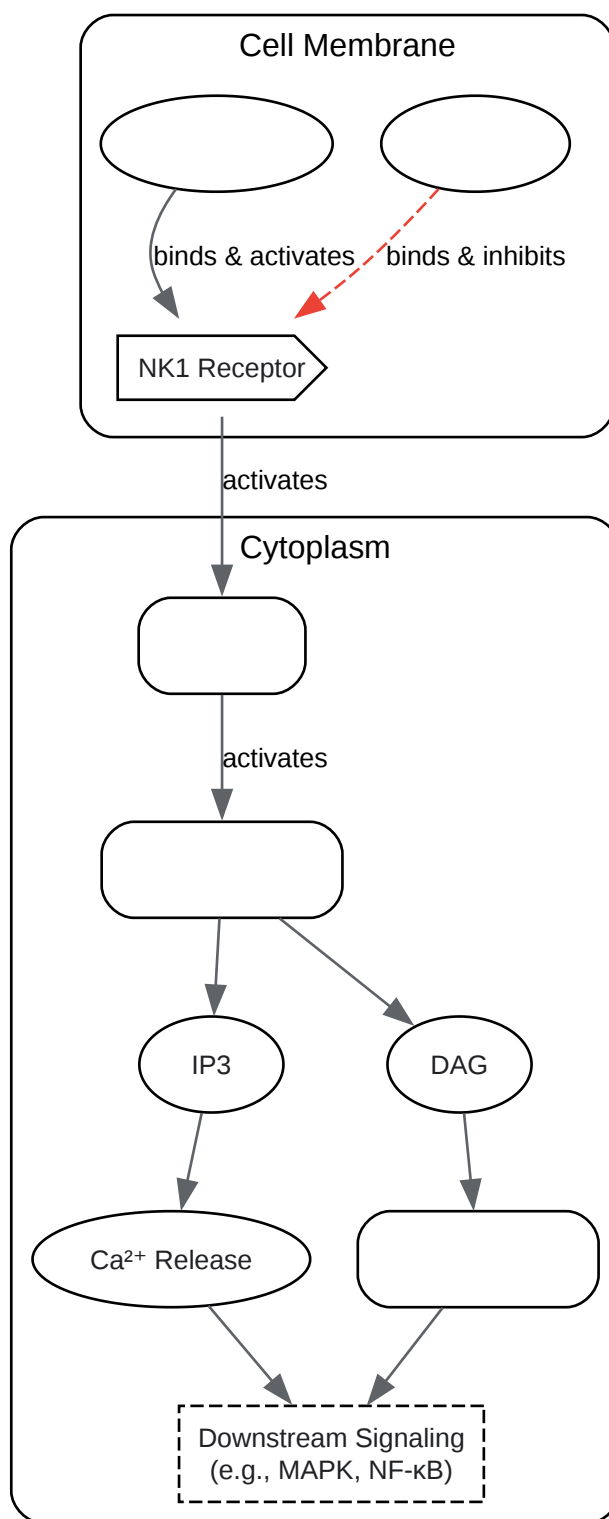 Cell Membrane
binds & activates
binds & inhibits
NK1 Receptor
activates
Cytoplasm
activates
IP3
DAG
Ca²⁺ Release
Downstream Signaling
(e.g., MAPK, NF-κB)